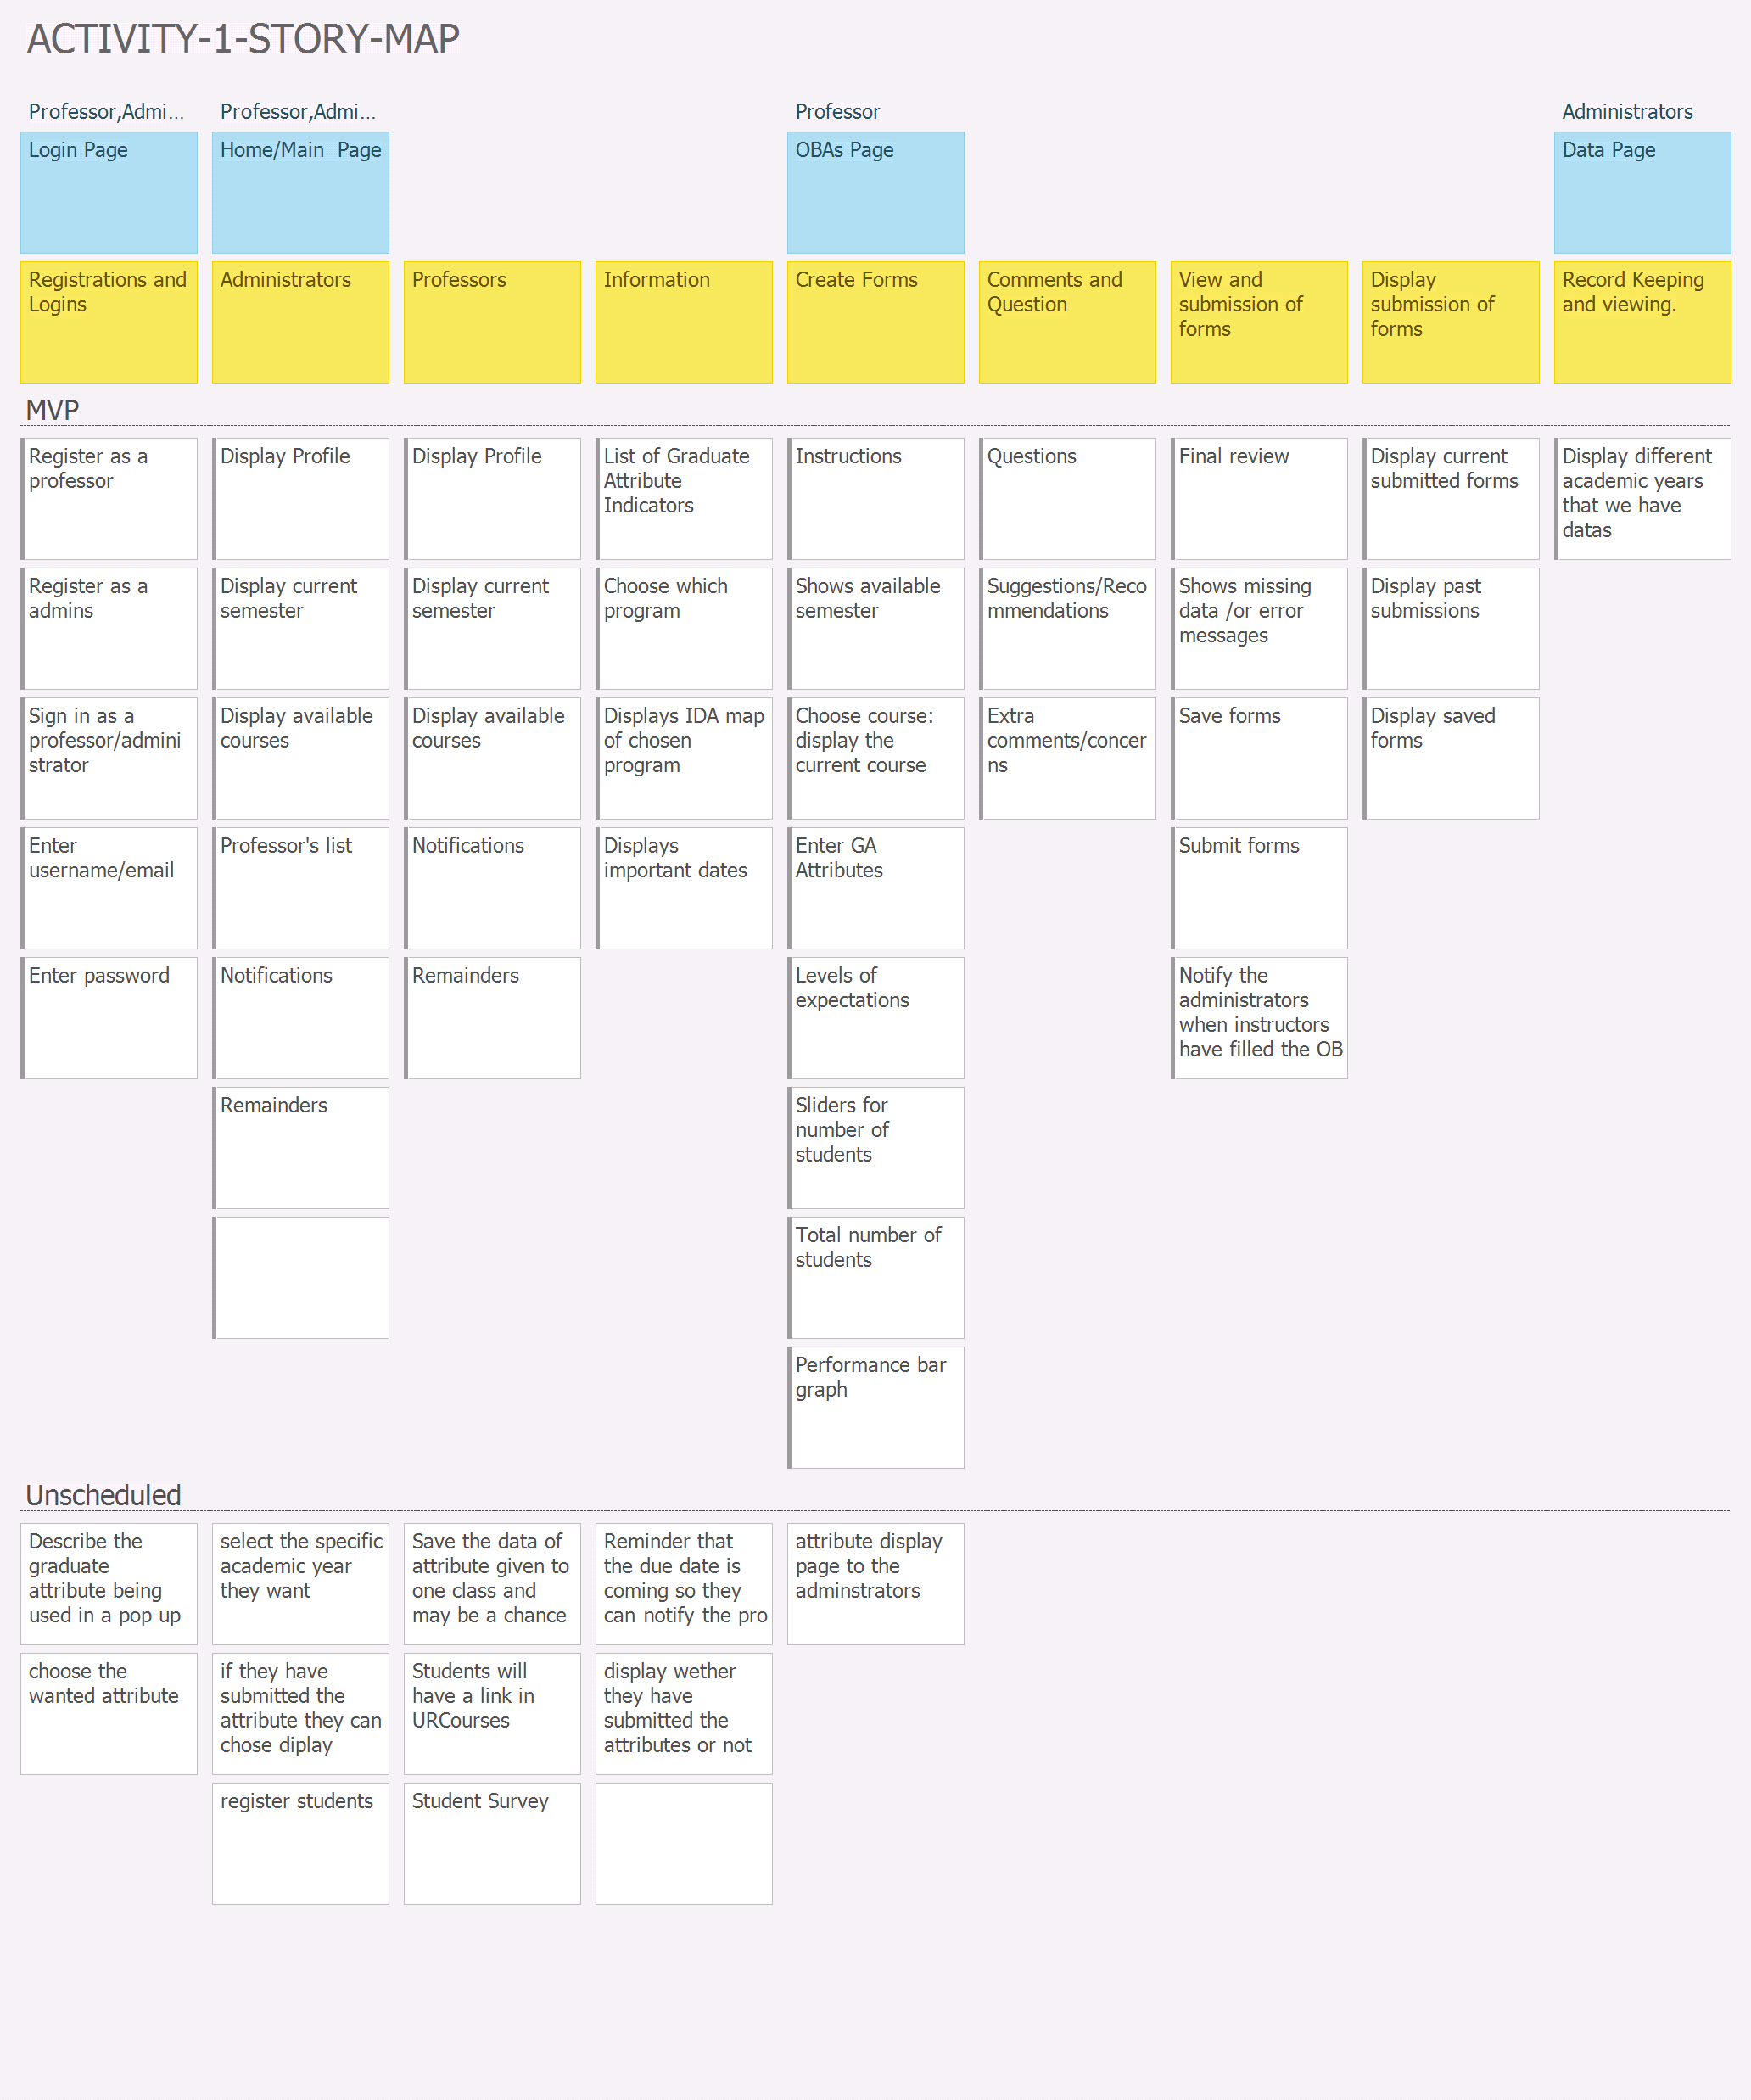 ACTIVITY-1-STORY-MAP
Professor,Admi...
Professor,Admi...
Professor
Administrators
Login Page
Home/Main  Page
OBAs Page
Data Page
Registrations and
Logins
Administrators
Professors
Information
Create Forms
Comments and
Question
View and
submission of
forms
Display
submission of
forms
Record Keeping
and viewing.
MVP
Register as a
professor
Display Profile
Display Profile
List of Graduate
Attribute
Indicators
Instructions
Questions
Final review
Display current
submitted forms
Display different
academic years
that we have
datas
Register as a
admins
Display current
semester
Display current
semester
Choose which
program
Shows available
semester
Suggestions/Reco
mmendations
Shows missing
data /or error
messages
Display past
submissions
Sign in as a
professor/admini
strator
Display available
courses
Display available
courses
Displays IDA map
of chosen
program
Choose course:
display the
current course
Extra
comments/concer
ns
Save forms
Display saved
forms
Enter
username/email
Professor's list
Notifications
Displays
important dates
Enter GA
Attributes
Submit forms
Enter password
Notifications
Remainders
Levels of
expectations
Notify the
administrators
when instructors
have filled the OB
Remainders
Sliders for
number of
students
Total number of
students
Performance bar
graph
Unscheduled
Describe the
graduate
attribute being
used in a pop up
select the specific
academic year
they want
Save the data of
attribute given to
one class and
may be a chance
Reminder that
the due date is
coming so they
can notify the pro
attribute display
page to the
adminstrators
choose the
wanted attribute
if they have
submitted the
attribute they can
chose diplay
Students will
have a link in
URCourses
display wether
they have
submitted the
attributes or not
register students
Student Survey